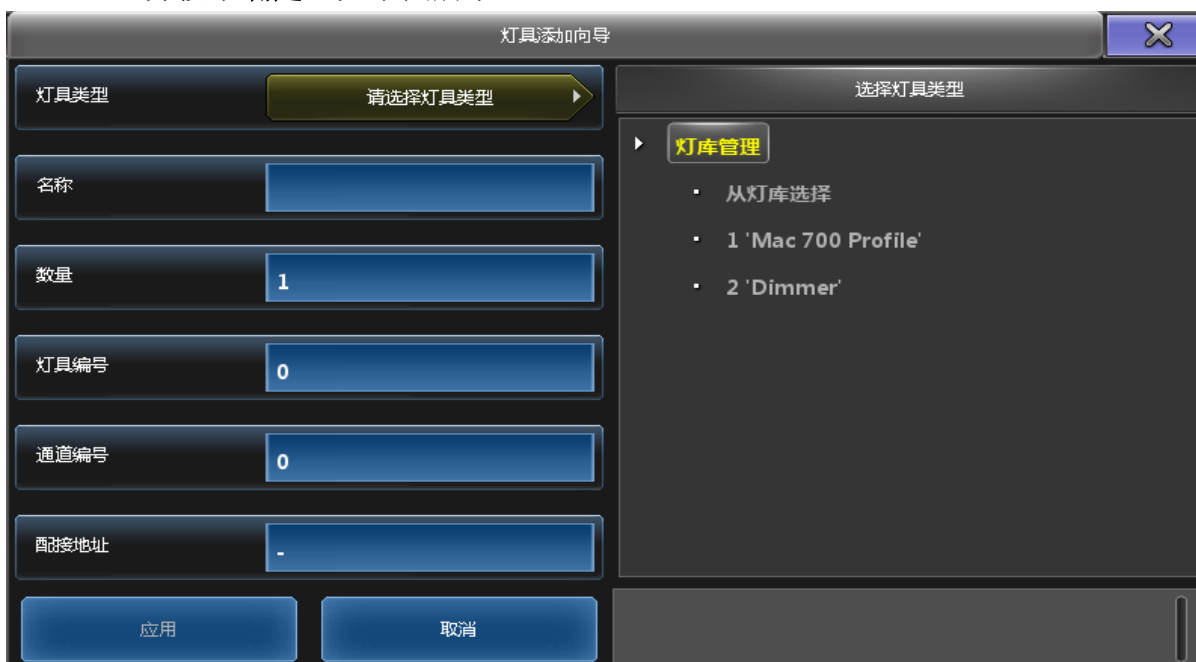 灯具添加向导
灯具类型
请选择灯具类型
名称
数量
1
灯具编号
0
通道编号
0
配接地址
-
应用
取消
选择灯具类型
灯库管理
从灯库选择
1 'Mac 700 Profile'
2 'Dimmer'